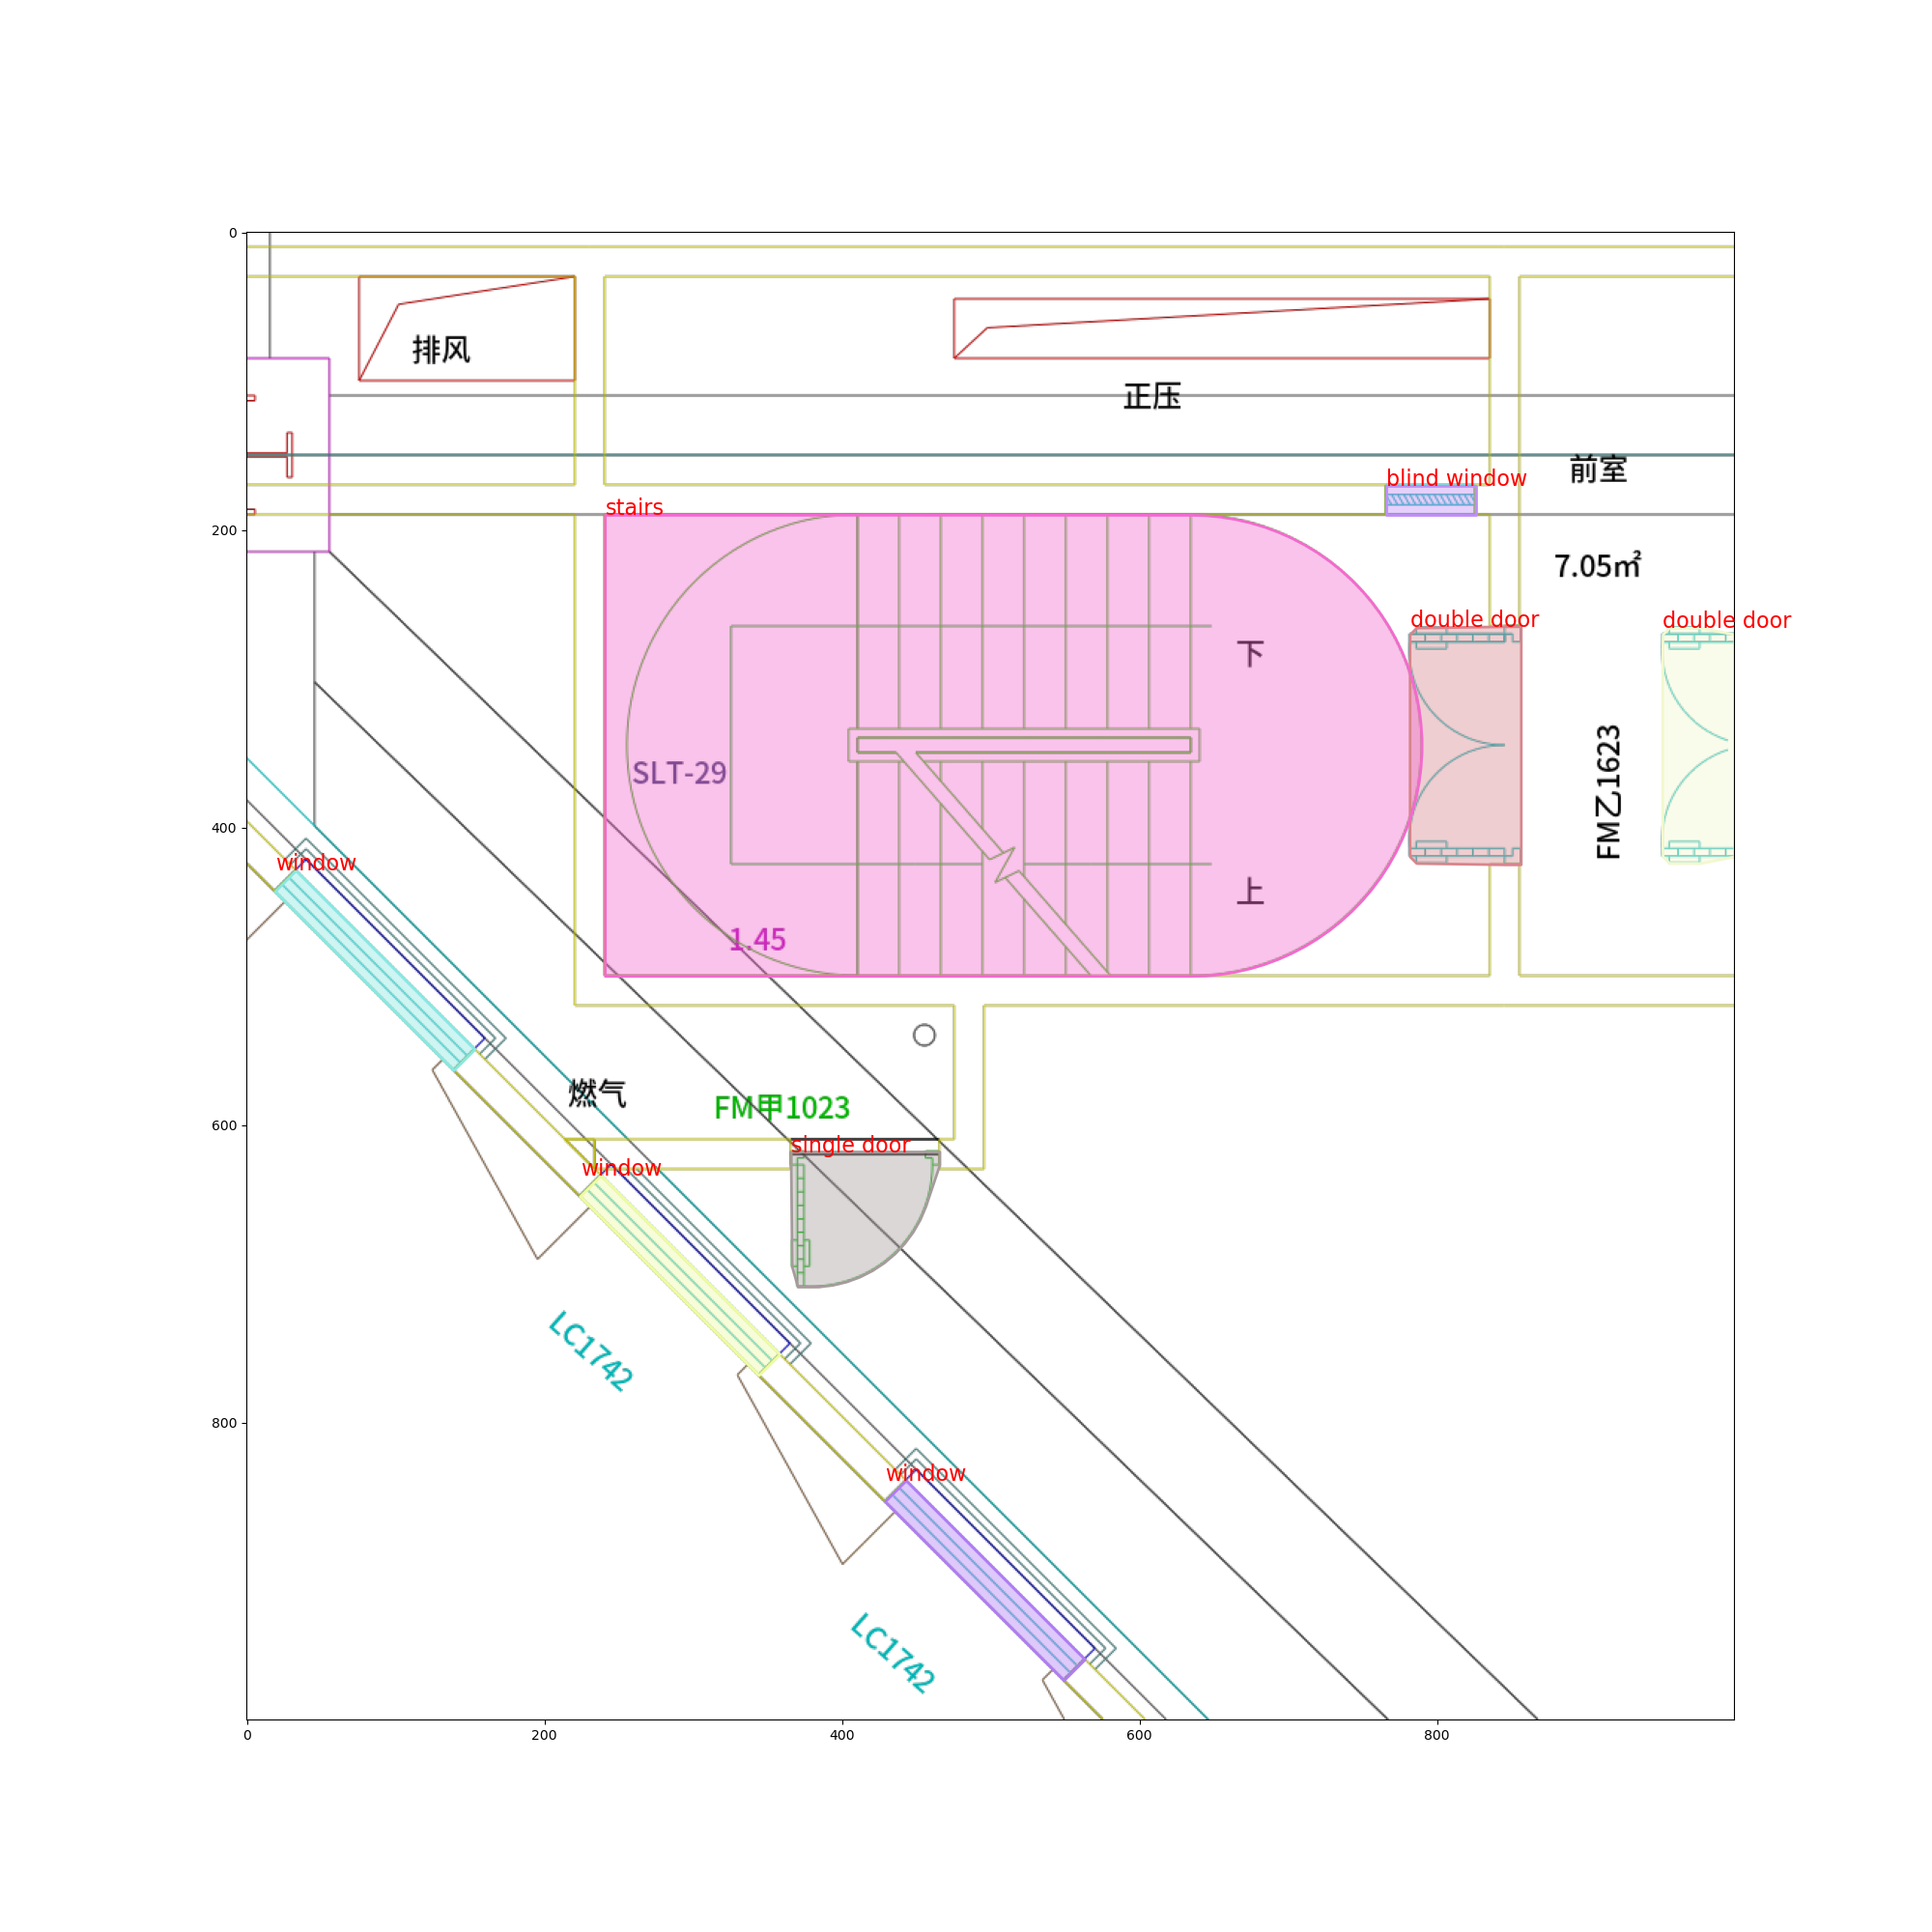 0
排风
正压
blind window
前室
stairs
200
7.05㎡
double door
double door
下
SLT-29
FM乙1623
400
window
上
1.45
燃气
FM甲1023
600
single door
window
LC1742
800
window
LC1742
0
200
400
600
800